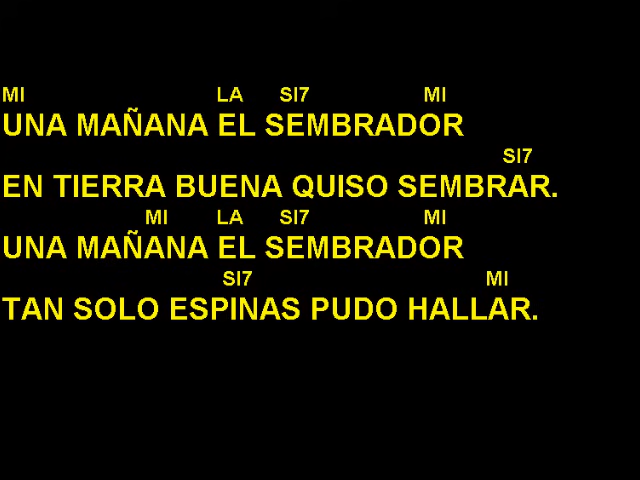 MI LA SI7 MI
UNA MAÑANA EL SEMBRADOR
SI7
EN TIERRA BUENA QUISO SEMBRAR.
MI LA SI7 MI
UNA MAÑANA EL SEMBRADOR
SI7 MI
TAN SOLO ESPINAS PUDO HALLAR.